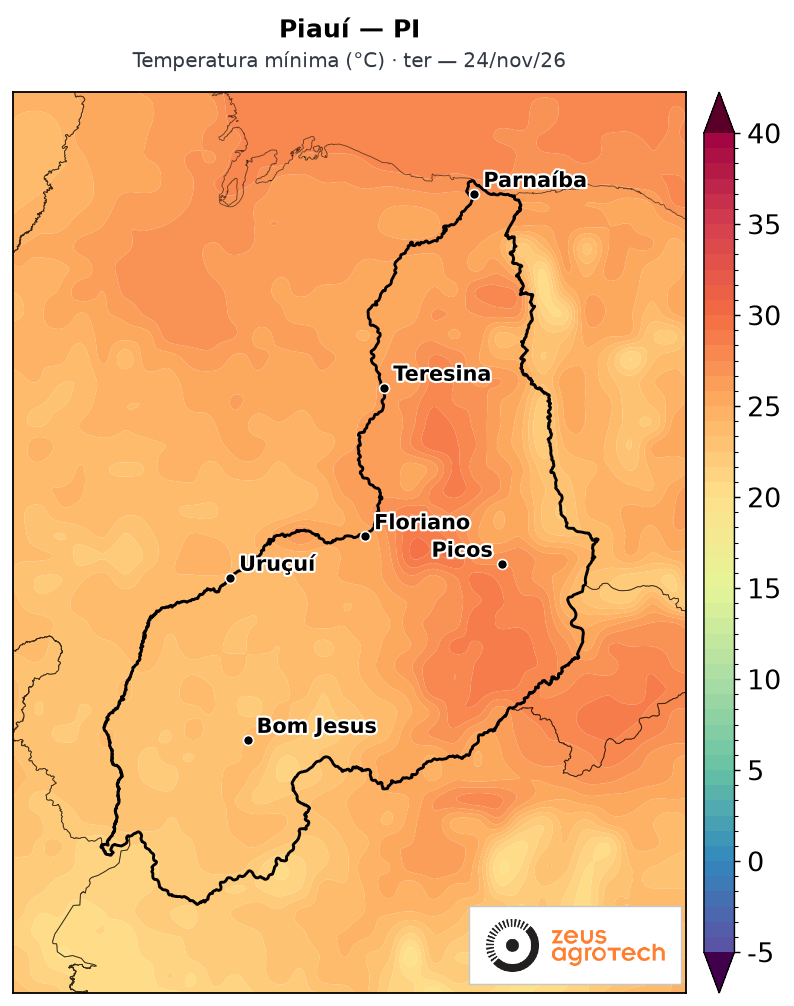 Piauí — PI
Temperatura mínima (°C) · ter — 24/nov/26
Parnaíba
Teresina
Floriano
Picos
Uruçuí
Bom Jesus
40
35
30
25
20
15
10
5
0
-5
zeus
agrotech